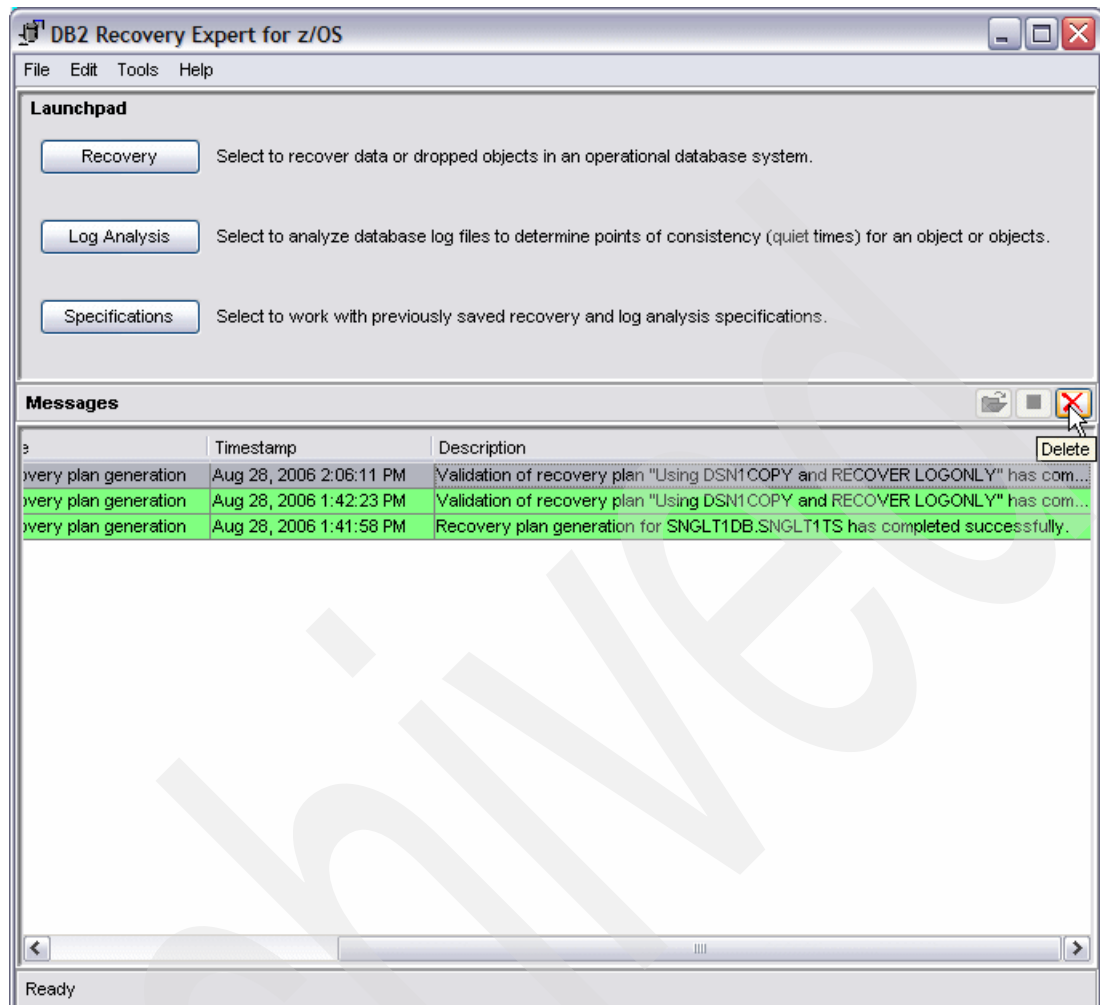 DB2 Recovery Expert for z/OS
File Edit Tools Help
Launchpad
Recovery Select to recover data or dropped objects in an operational database system.
Log Analysis Select to analyze database log files to determine points of consistency (quiet times) for an object or objects.
Specifications Select to work with previously saved recovery and log analysis specifications.
Messages
Delete
Timestamp Description
plan generation Aug 28, 2006 2:06:11 PM Validation of recovery plan "Using DSN1COPY and RECOVER LOGONLY" has com...
plan generation Aug 28, 2006 1:42:23 PM Validation of recovery plan "Using DSN1COPY and RECOVER LOGONLY" has com...
plan generation Aug 28, 2006 1:41:58 PM Recovery plan generation for SNGLT1DB.SNGLT1TS has completed successfully.
Ready